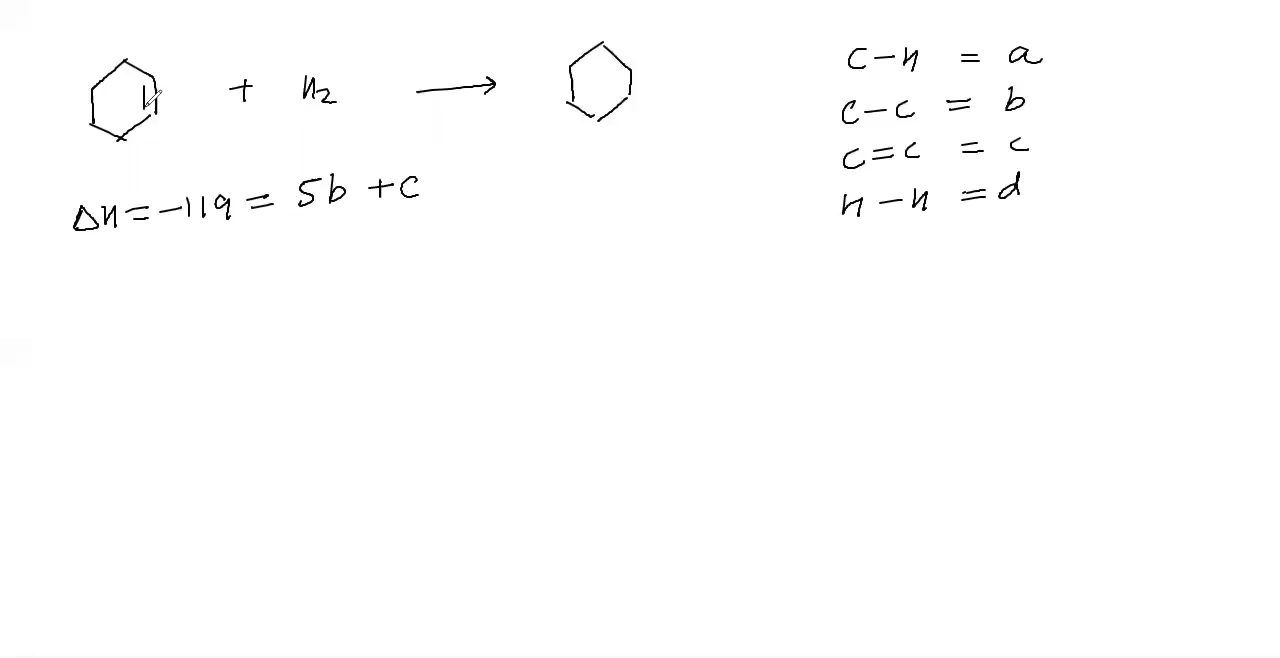 + H₂ →
ΔH = -119 = 5b + c
C-H = a
C-C = b
C=C = c
H-H = d